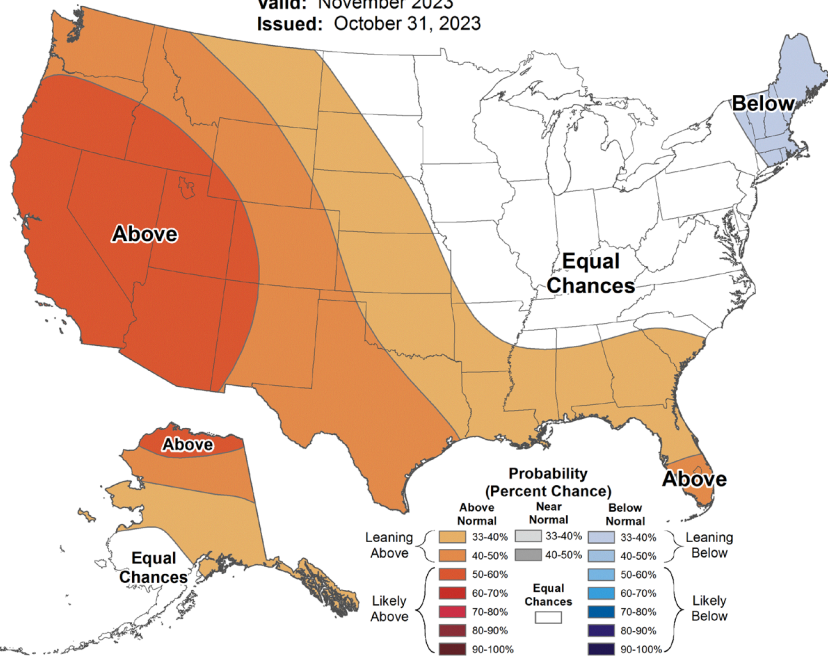 Valid: November 2023
Issued: October 31, 2023
Above
Below
Equal
Chances
Above
Above
Equal
Chances
Probability
(Percent Chance)
Above
Normal
Near
Normal
Below
Normal
Leaning
Above
33-40%
33-40%
33-40%
Leaning
Below
40-50%
40-50%
40-50%
Likely
Above
50-60%
60-70%
70-80%
80-90%
90-100%
Equal
Chances
50-60%
60-70%
70-80%
80-90%
90-100%
Likely
Below